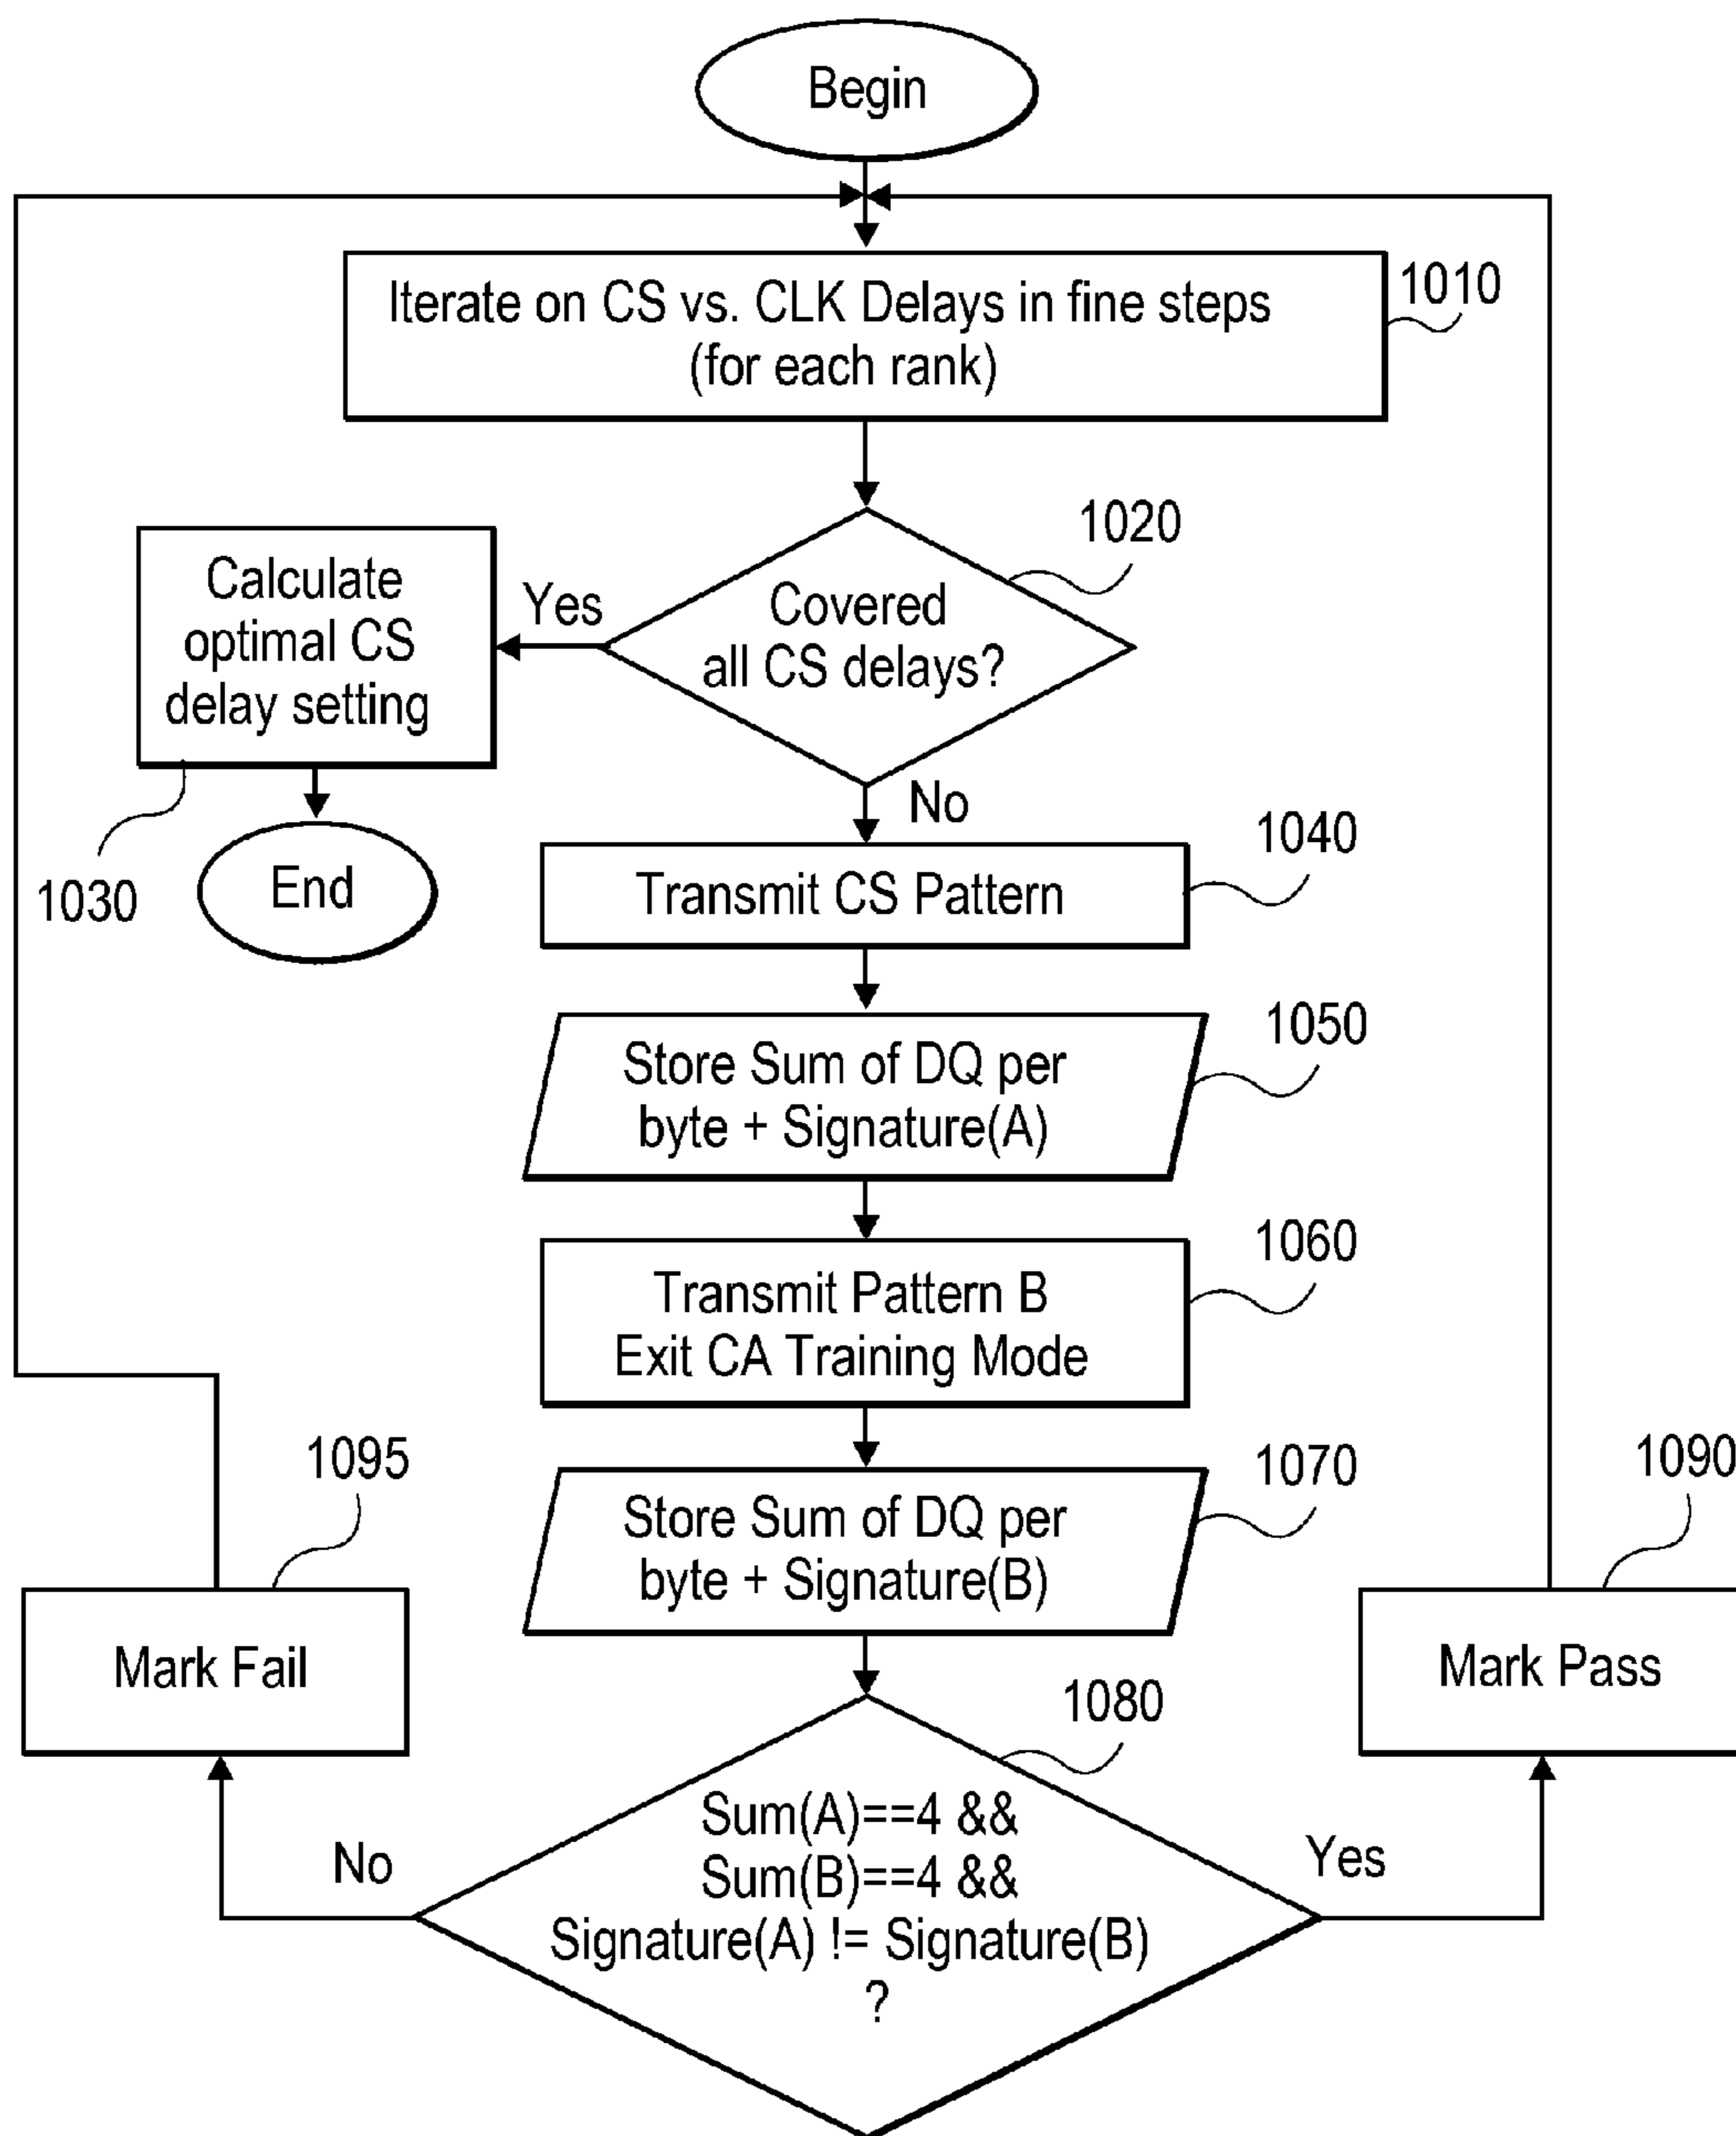 Begin
Iterate on CS vs. CLK Delays in fine steps
(for each rank)
1010
1020
Covered
all CS delays?
Yes
Calculate
optimal CS
delay setting
1030
End
No
1040
Transmit CS Pattern
1050
Store Sum of DQ per
byte + Signature(A)
1060
Transmit Pattern B
Exit CA Training Mode
1070
Store Sum of DQ per
byte + Signature(B)
1095
Mark Fail
1090
Mark Pass
1080
Sum(A)==4 &&
Sum(B)==4 &&
Signature(A) != Signature(B)
?
No
Yes